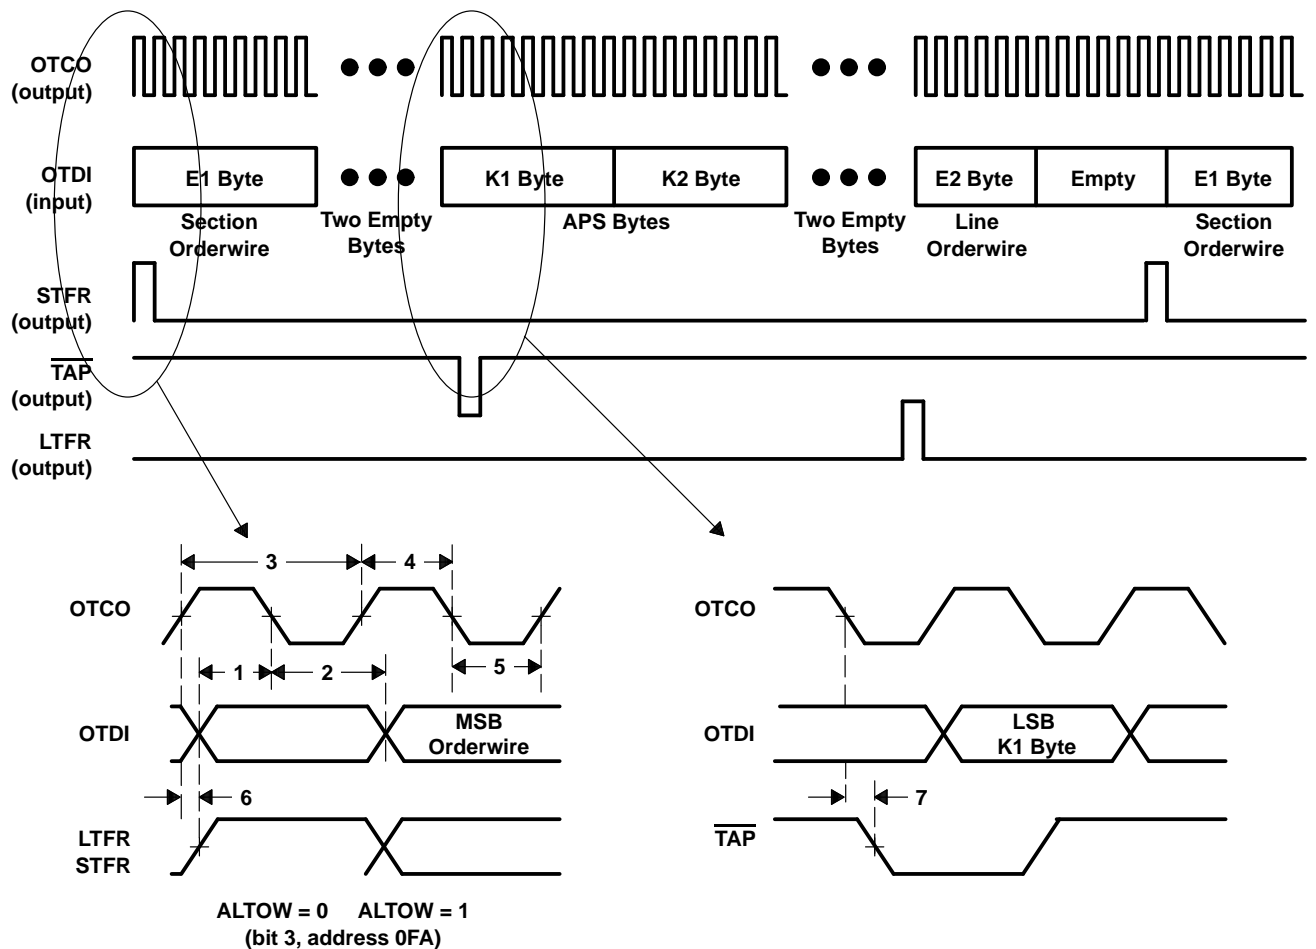 OTCO
(output)
OTDI
(input)
E1 Byte
K1 Byte
K2 Byte
E2 Byte
Empty
E1 Byte
Section
Orderwire
Two Empty
Bytes
APS Bytes
Two Empty
Bytes
Line
Orderwire
Section
Orderwire
STFR
(output)
TAP
(output)
LTFR
(output)
3
4
OTCO
1
2
5
OTDI
MSB
Orderwire
6
LTFR
STFR
ALTOW = 0 ALTOW = 1
(bit 3, address 0FA)
OTCO
OTDI
LSB
K1 Byte
7
TAP